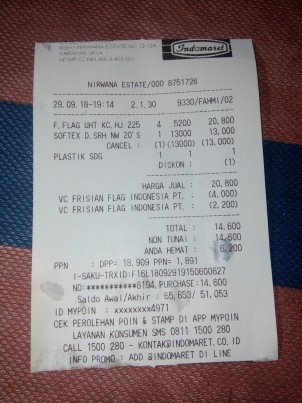 Indomaret
RUKO NIRWANA ESTATE NO 12-12A
NIRWANA ESTATE/000 8751726
29.09.18-19:14 2.1.30 9330/FAHMI/02
F.FLAG UHT KC,HJ 225 4 5200 20,800
SOFTEX D.SRH NW 20'S 1 13000 13,000
CANCEL : (1) (13000) (13,000)
PLASTIK SDG 1 1 1
DISKON : (1)
HARGA JUAL : 20,800
VC FRISIAN FLAG INDONESIA PT. : (4,000)
VC FRISIAN FLAG INDONESIA PT. : (2,200)
TOTAL : 14,600
NON TUNAI : 14,600
ANDA HEMAT : 6,200
PPN : DPP= 18,909 PPN= 1,891
I-SAKU-TRXID:F16L1809291915060062​7
NO:***********8194,PURCHASE:14,600
Saldo Awal/Akhir : 65,653/ 51,053
ID MYPOIN : xxxxxxxx4971
CEK PEROLEHAN POIN & STAMP DI APP MYPOIN
LAYANAN KONSUMEN SMS 0811 1500 280
CALL 1500 280 - KONTAK@INDOMARET.CO.ID
INFO PROMO : ADD @INDOMARET DI LINE